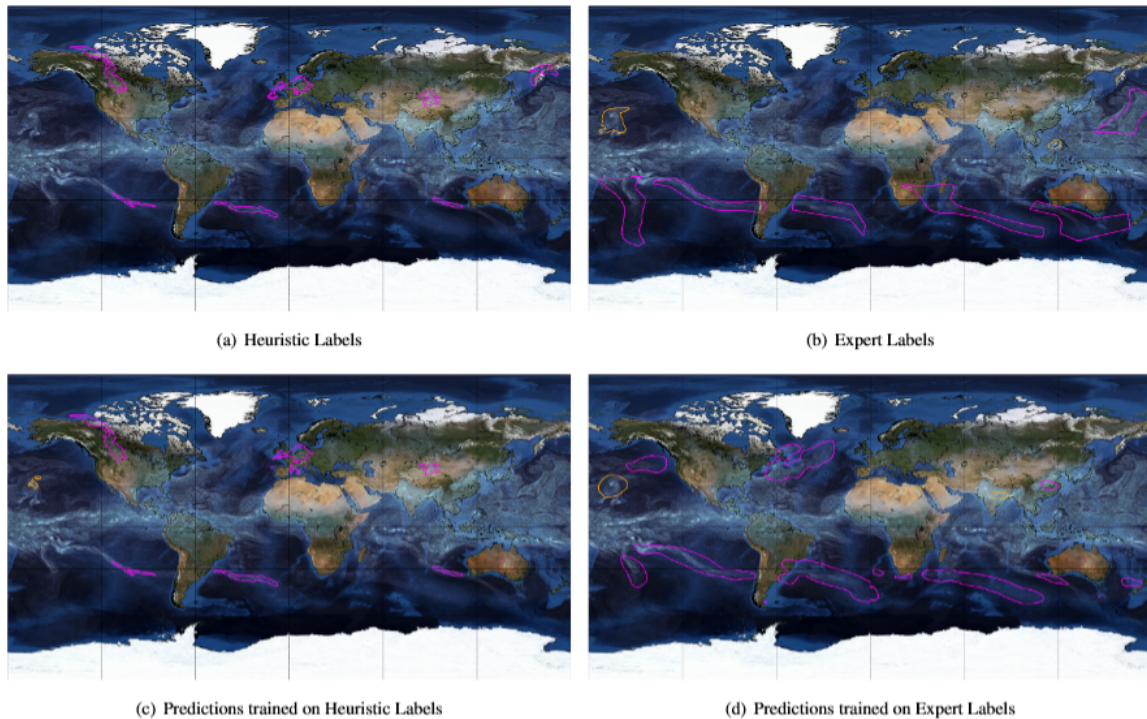 (a) Heuristic Labels
(b) Expert Labels
(c) Predictions trained on Heuristic Labels
(d) Predictions trained on Expert Labels